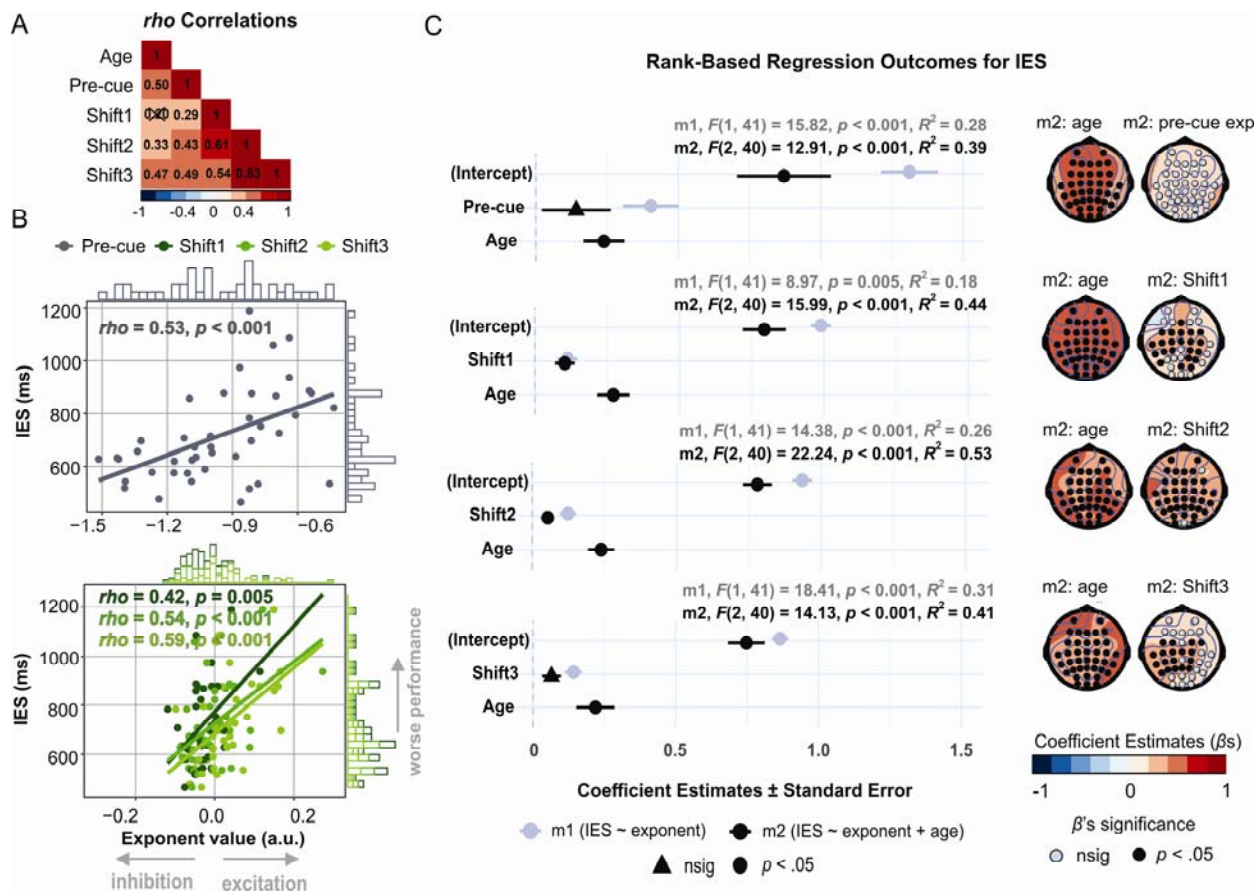 A
rho Correlations
Age
Pre-cue
Shift1
Shift2
Shift3
1
0.50 1
0.29 1
0.33 0.43 0.61 1
0.47 0.49 0.54 0.83 1
-1 -0.4 0 0.4 1
B
Pre-cue Shift1 Shift2 Shift3
1200
1000
800
600
IES (ms)
rho = 0.53, p < 0.001
−1.5 −1.2 −0.9 −0.6
1200
1000
800
600
IES (ms)
rho = 0.42, p = 0.005
rho = 0.54, p < 0.001
rho = 0.59, p < 0.001
worse performance
−0.2 0.0 0.2
Exponent value (a.u.)
inhibition excitation
C
Rank-Based Regression Outcomes for IES
m1, F(1, 41) = 15.82, p < 0.001, R² = 0.28
m2, F(2, 40) = 12.91, p < 0.001, R² = 0.39
(Intercept)
Pre-cue
Age
m1, F(1, 41) = 8.97, p = 0.005, R² = 0.18
m2, F(2, 40) = 15.99, p < 0.001, R² = 0.44
(Intercept)
Shift1
Age
m1, F(1, 41) = 14.38, p < 0.001, R² = 0.26
m2, F(2, 40) = 22.24, p < 0.001, R² = 0.53
(Intercept)
Shift2
Age
m1, F(1, 41) = 18.41, p < 0.001, R² = 0.31
m2, F(2, 40) = 14.13, p < 0.001, R² = 0.41
(Intercept)
Shift3
Age
0 0.5 1.0 1.5
Coefficient Estimates ± Standard Error
m1 (IES ~ exponent) m2 (IES ~ exponent + age)
nsig p < .05
m2: age m2: pre-cue exp
m2: age m2: Shift1
m2: age m2: Shift2
m2: age m2: Shift3
Coefficient Estimates (βs)
-1 0 1
β's significance
nsig p < .05